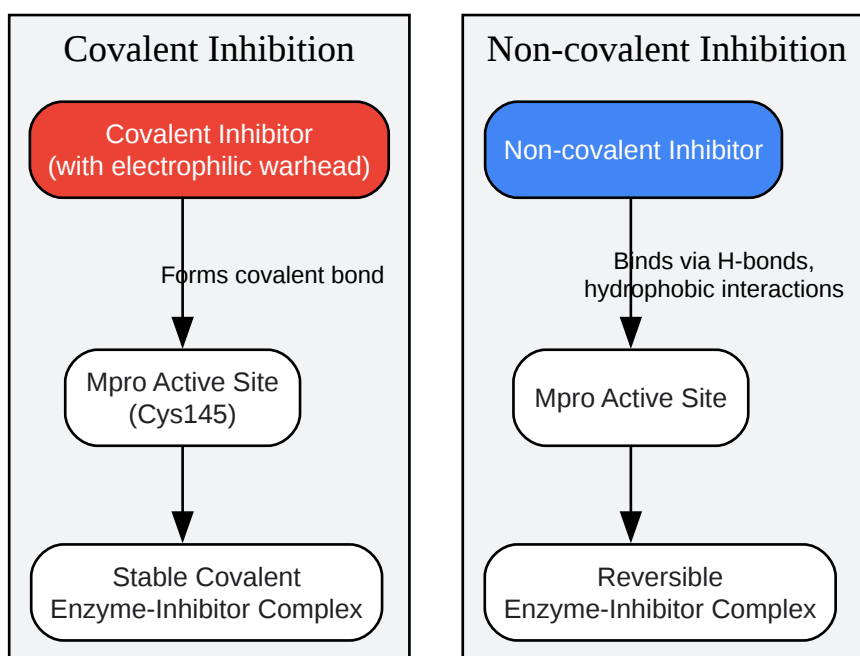 Covalent Inhibition
Covalent Inhibitor
(with electrophilic warhead)
Forms covalent bond
Mpro Active Site
(Cys145)
Stable Covalent
Enzyme-Inhibitor Complex
Non-covalent Inhibition
Non-covalent Inhibitor
Binds via H-bonds,
hydrophobic interactions
Mpro Active Site
Reversible
Enzyme-Inhibitor Complex